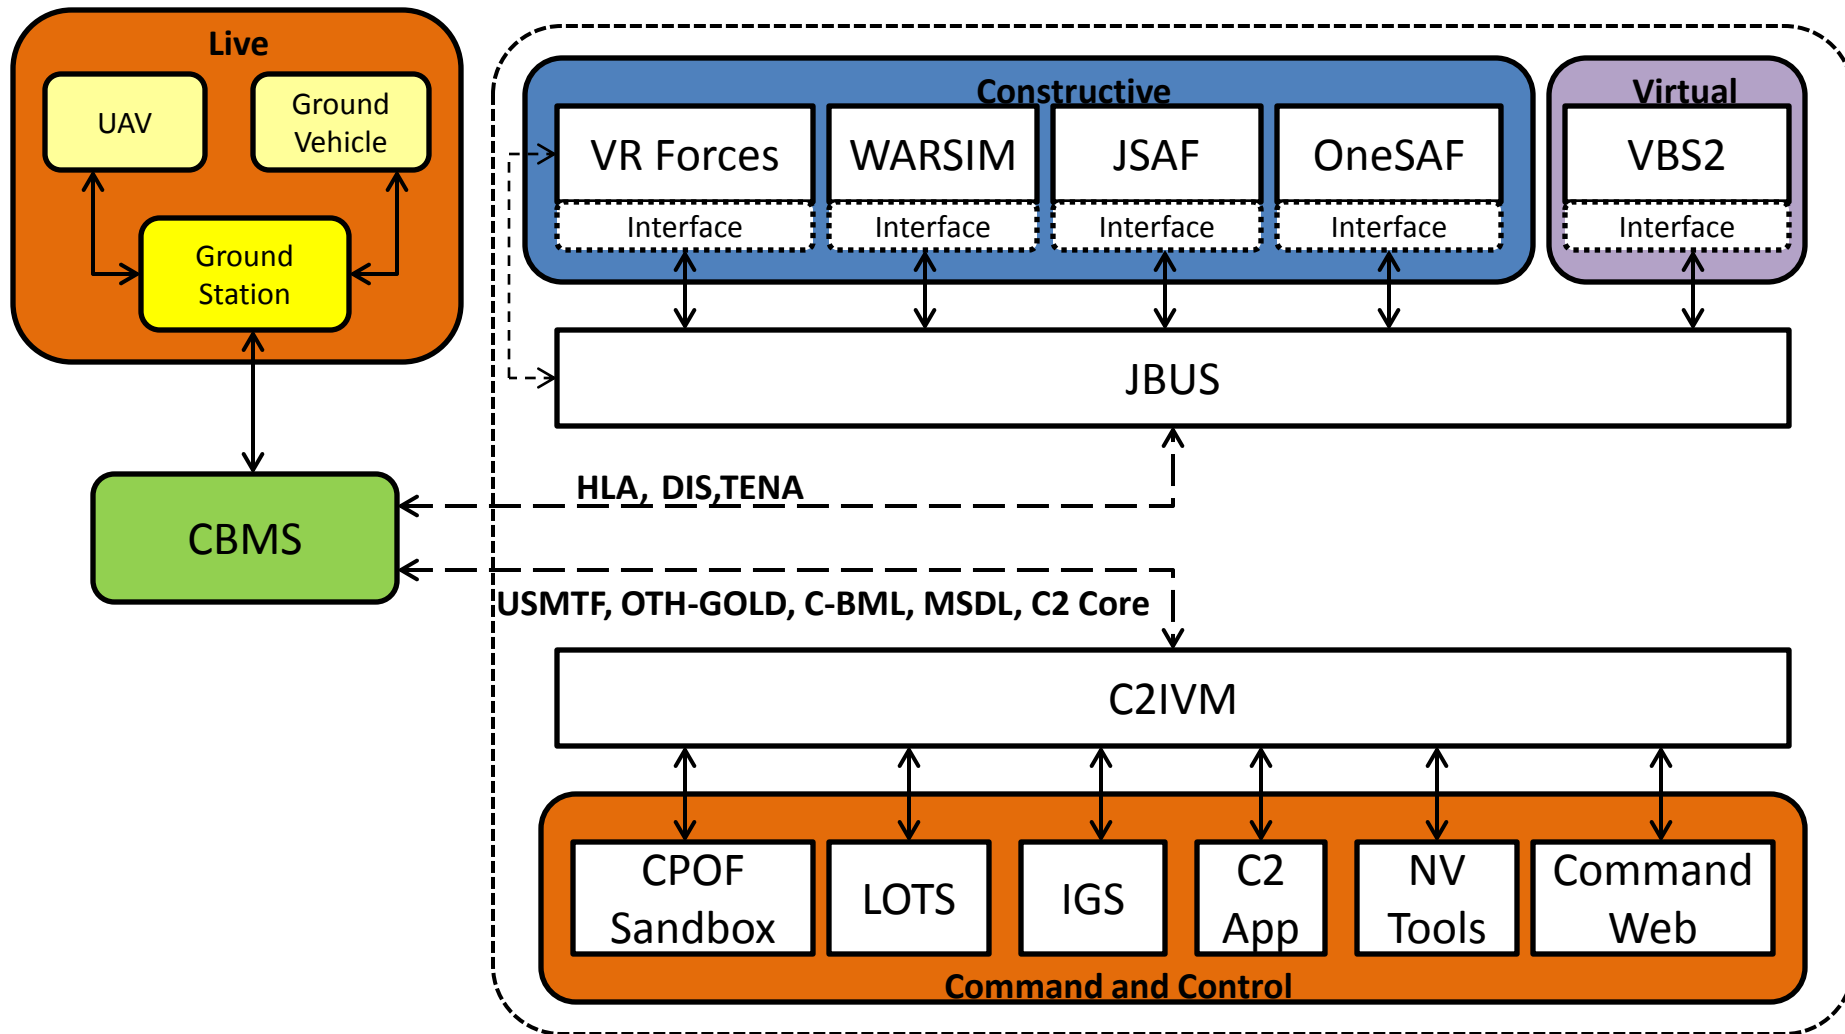 Live
UAV
Ground
Vehicle
Ground
Station
CBMS
Constructive
VR Forces
Interface
WARSIM
Interface
JSAF
Interface
OneSAF
Interface
Virtual
VBS2
Interface
JBUS
HLA, DIS,TENA
USMTF, OTH-GOLD, C-BML, MSDL, C2 Core
C2IVM
CPOF
Sandbox
LOTS
IGS
C2
App
NV
Tools
Command
Web
Command and Control